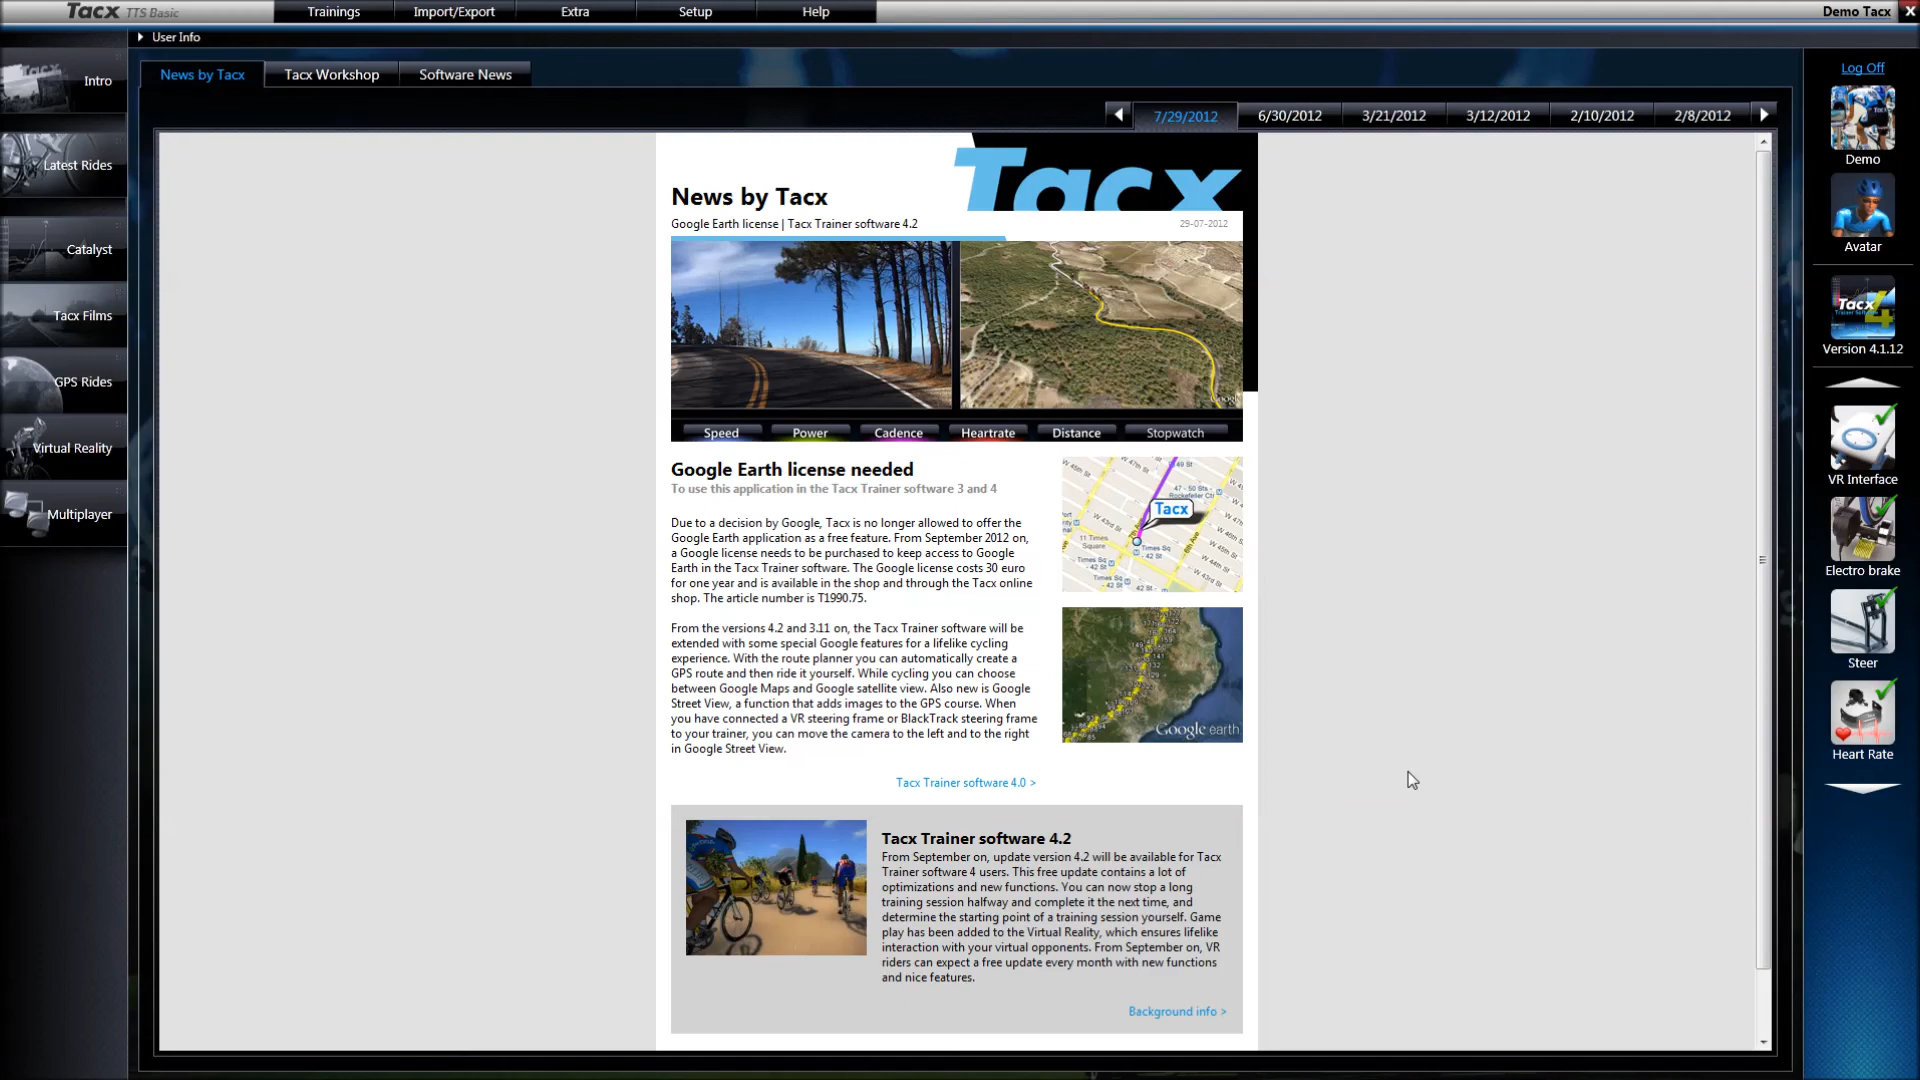 Tacx TTS Basic
Trainings
Import/Export
Extra
Setup
Help
Demo Tacx
X
User Info
Intro
Latest Rides
Catalyst
Tacx Films
GPS Rides
Virtual Reality
Multiplayer
News by Tacx
Tacx Workshop
Software News
7/29/2012
6/30/2012
3/21/2012
3/12/2012
2/10/2012
2/8/2012
Tacx
News by Tacx
Google Earth license | Tacx Trainer software 4.2
29-07-2012
Google
Speed
Power
Cadence
Heartrate
Distance
Stopwatch
Google Earth license needed
To use this application in the Tacx Trainer software 3 and 4
Due to a decision by Google, Tacx is no longer allowed to offer the
Google Earth application as a free feature. From September 2012 on,
a Google license needs to be purchased to keep access to Google
Earth in the Tacx Trainer software. The Google license costs 30 euro
for one year and is available in the shop and through the Tacx online
shop. The article number is T1990.75.
From the versions 4.2 and 3.11 on, the Tacx Trainer software will be
extended with some special Google features for a lifelike cycling
experience. With the route planner you can automatically create a
GPS route and then ride it yourself. While cycling you can choose
between Google Maps and Google satellite view. Also new is Google
Street View, a function that adds images to the GPS course. When
you have connected a VR steering frame or BlackTrack steering frame
to your trainer, you can move the camera to the left and to the right
in Google Street View.
Tacx Trainer software 4.0 >
47 - 50 Sts
Rockefeller Ctr
Tacx
11 Times
Square
Times Sq
- 42 St
Google earth
Tacx Trainer software 4.2
From September on, update version 4.2 will be available for Tacx
Trainer software 4 users. This free update contains a lot of
optimizations and new functions. You can now stop a long
training session halfway and complete it the next time, and
determine the starting point of a training session yourself. Game
play has been added to the Virtual Reality, which ensures lifelike
interaction with your virtual opponents. From September on, VR
riders can expect a free update every month with new functions
and nice features.
Background info >
Log Off
Demo
Avatar
Tacx 4
Trainer Software
Version 4.1.12
VR Interface
Electro brake
Steer
Heart Rate